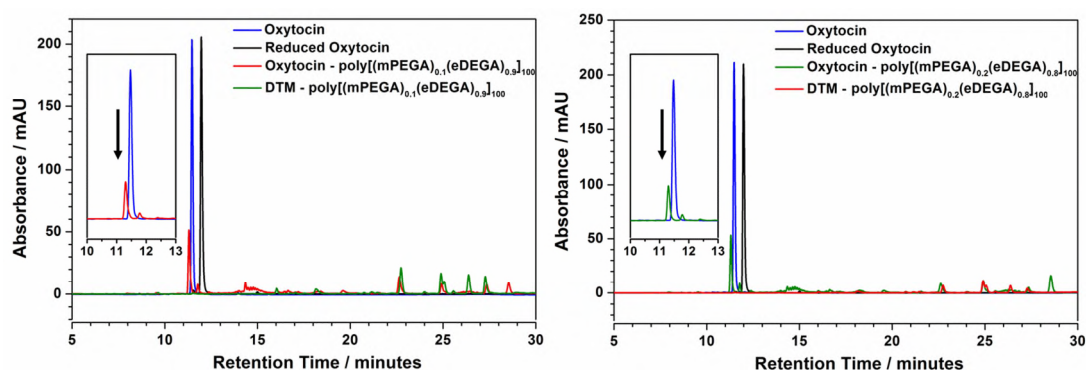 Oxytocin
Reduced Oxytocin
Oxytocin - poly[(mPEGA)0.1(eDEGA)0.9]100
DTM - poly[(mPEGA)0.1(eDEGA)0.9]100
200
150
100
50
0
10 11 12 13
5 10 15 20 25 30
Absorbance / mAU
Retention Time / minutes
Oxytocin
Reduced Oxytocin
Oxytocin - poly[(mPEGA)0.2(eDEGA)0.8]100
DTM - poly[(mPEGA)0.2(eDEGA)0.8]100
250
200
150
100
50
0
10 11 12 13
5 10 15 20 25 30
Absorbance / mAU
Retention Time / minutes